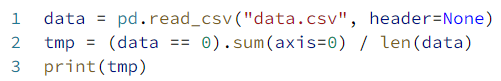 1 data = pd.read_csv("data.csv", header=None)
2 tmp = (data == 0).sum(axis=0) / len(data)
3 print(tmp)